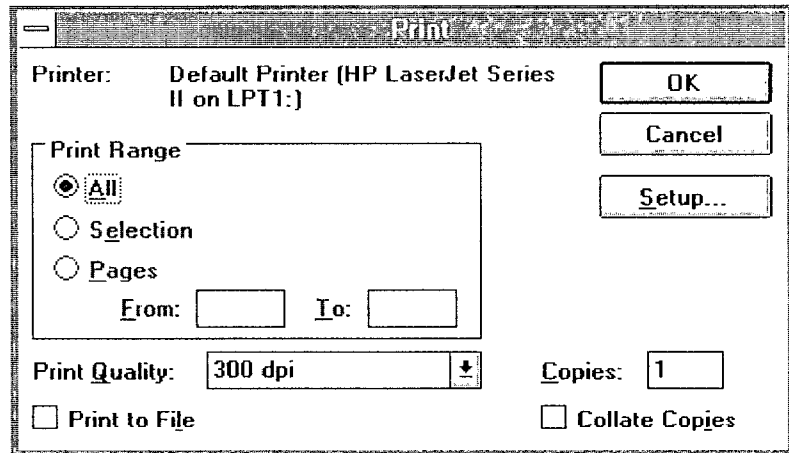 Print
Printer: Default Printer (HP LaserJet Series
II on LPT1:)
OK
Cancel
Setup...
Print Range
All
Selection
Pages
From: To:
Print Quality: 300 dpi
Copies: 1
Print to File
Collate Copies